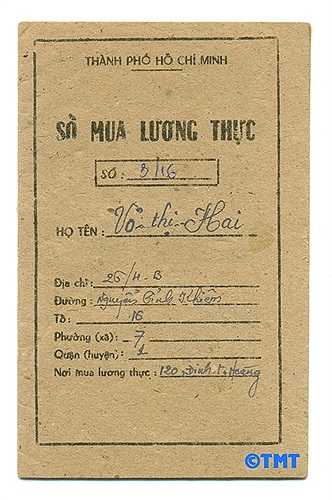 THÀNH PHỐ HỒ CHÍ MINH
SỔ MUA LƯƠNG THỰC
SỐ: 3/16
HỌ TÊN: Võ-thị-Hai
Địa chỉ: 26/4-B
Đường: Nguyễn Bỉnh Khiêm
Tổ: 16
Phường (xã): 7
Quận (huyện): 1
Nơi mua lương thực: 120, Đinh T. Hoàng
©TMT